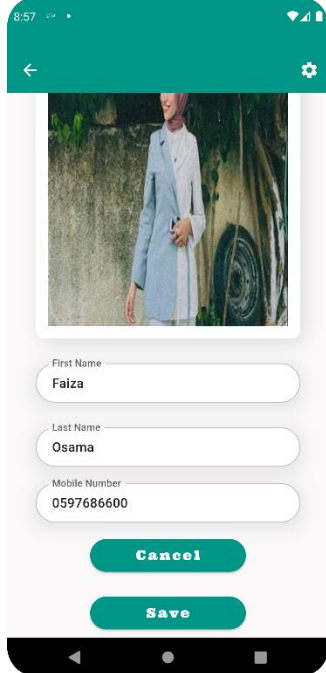 8:57
First Name
Faiza
Last Name
Osama
Mobile Number
0597686600
Cancel
Save